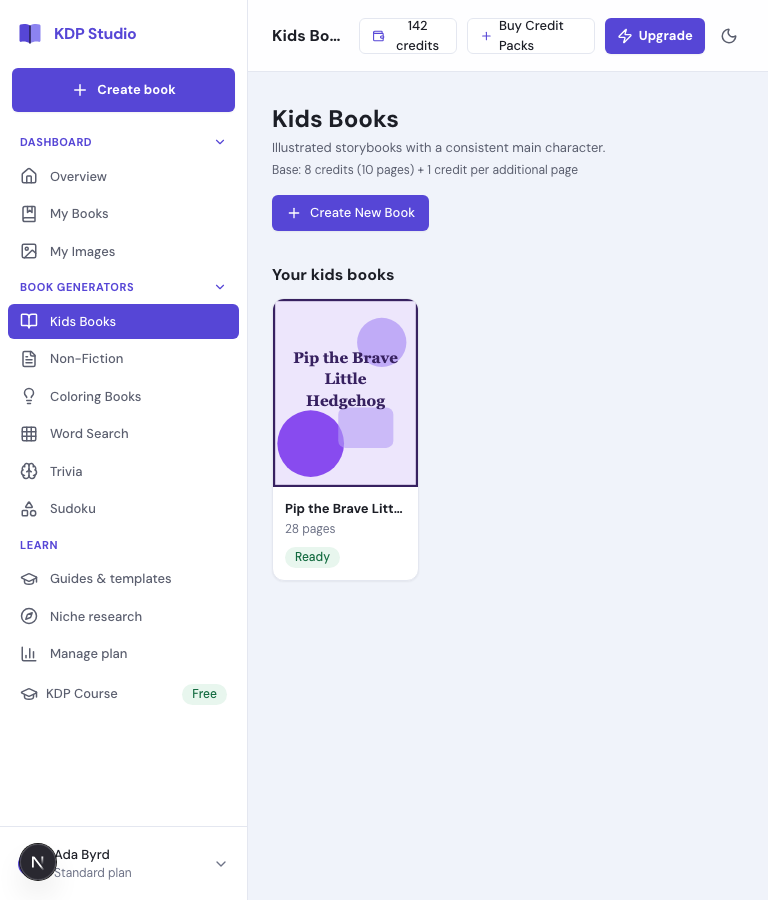 KDP Studio
Create book
DASHBOARD
Overview
My Books
My Images
BOOK GENERATORS
Kids Books
Non-Fiction
Coloring Books
Word Search
Trivia
Sudoku
LEARN
Guides & templates
Niche research
Manage plan
KDP Course
Free
N
Ada Byrd
Standard plan
Kids Bo...
142
credits
Buy Credit
Packs
Upgrade
Kids Books
Illustrated storybooks with a consistent main character.
Base: 8 credits (10 pages) + 1 credit per additional page
Create New Book
Your kids books
Pip the Brave
Little
Hedgehog
Pip the Brave Litt...
28 pages
Ready